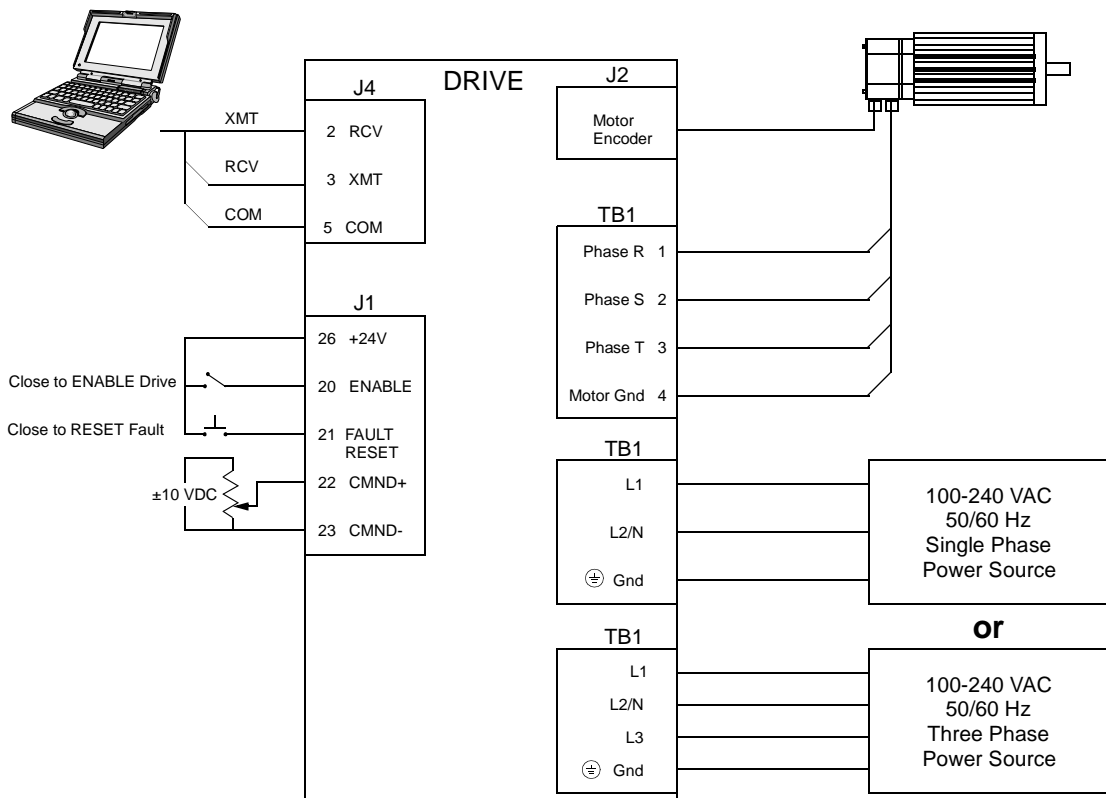 DRIVE
J4
XMT
2 RCV
RCV
3 XMT
COM
5 COM
J1
26 +24V
Close to ENABLE Drive
20 ENABLE
Close to RESET Fault
21 FAULT
RESET
±10 VDC
22 CMND+
23 CMND-
J2
Motor
Encoder
TB1
Phase R 1
Phase S 2
Phase T 3
Motor Gnd 4
TB1
L1
L2/N
Gnd
100-240 VAC
50/60 Hz
Single Phase
Power Source
or
TB1
L1
L2/N
L3
Gnd
100-240 VAC
50/60 Hz
Three Phase
Power Source